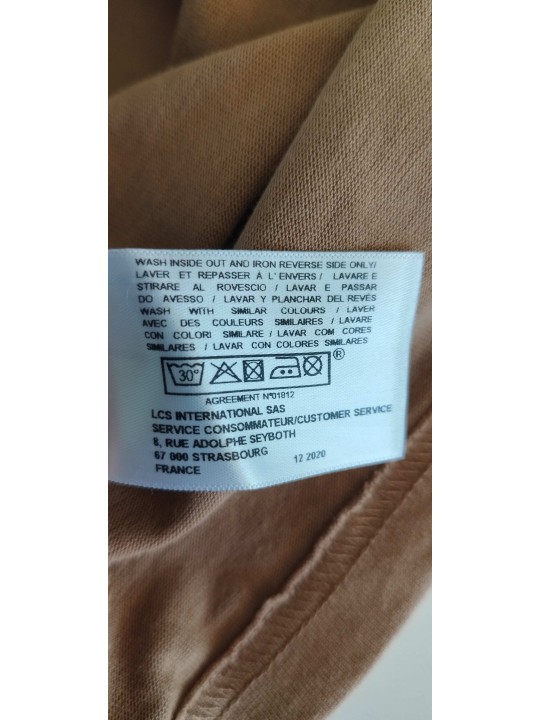 WASH INSIDE OUT AND IRON REVERSE SIDE ONLY/
LAVER ET REPASSER À L'ENVERS / LAVARE E
STIRARE AL ROVESCIO / LAVAR E PASSAR
DO AVESSO / LAVAR Y PLANCHAR DEL REVÉS
WASH WITH SIMILAR COLOURS / LAVER
AVEC DES COULEURS SIMILAIRES / LAVARE
CON COLORI SIMILARE / LAVAR COM CORES
SIMILARES / LAVAR CON COLORES SIMILARES
30° ®
AGREEMENT N°01812
LCS INTERNATIONAL SAS
SERVICE CONSOMMATEUR/CUSTOMER SERVICE
8, RUE ADOLPHE SEYBOTH
67 000 STRASBOURG 12 2020
FRANCE